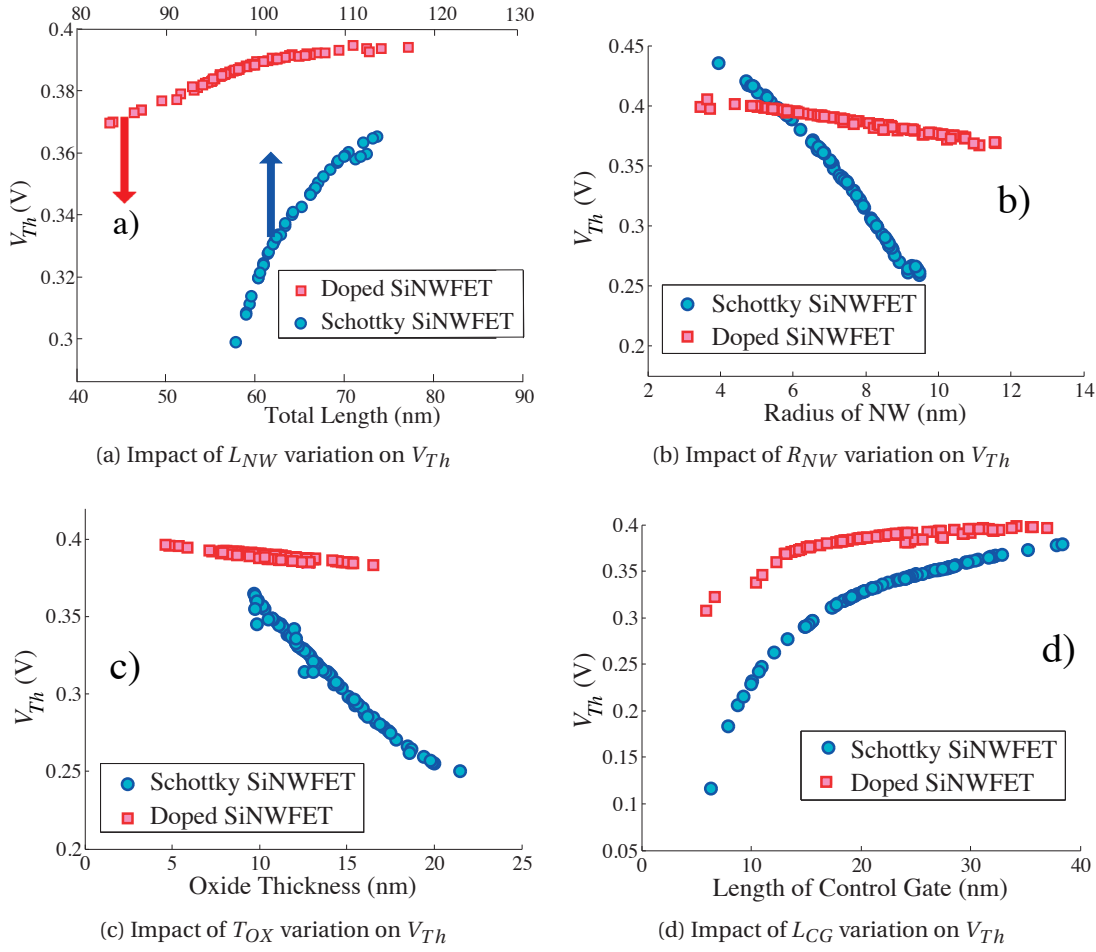 80 90 100 110 120 130
0.4
0.38
0.36
0.34
0.32
0.3
V_Th (V)
a)
Doped SiNWFET
Schottky SiNWFET
40 50 60 70 80 90
Total Length (nm)
(a) Impact of L_NW variation on V_Th
0.45
0.4
0.35
0.3
0.25
0.2
V_Th (V)
b)
Schottky SiNWFET
Doped SiNWFET
2 4 6 8 10 12 14
Radius of NW (nm)
(b) Impact of R_NW variation on V_Th
0.4
0.35
0.3
0.25
0.2
V_Th (V)
c)
Schottky SiNWFET
Doped SiNWFET
0 5 10 15 20 25
Oxide Thickness (nm)
(c) Impact of T_OX variation on V_Th
0.4
0.35
0.3
0.25
0.2
0.15
0.1
0.05
V_Th (V)
d)
Schottky SiNWFET
Doped SiNWFET
0 10 20 30 40
Length of Control Gate (nm)
(d) Impact of L_CG variation on V_Th